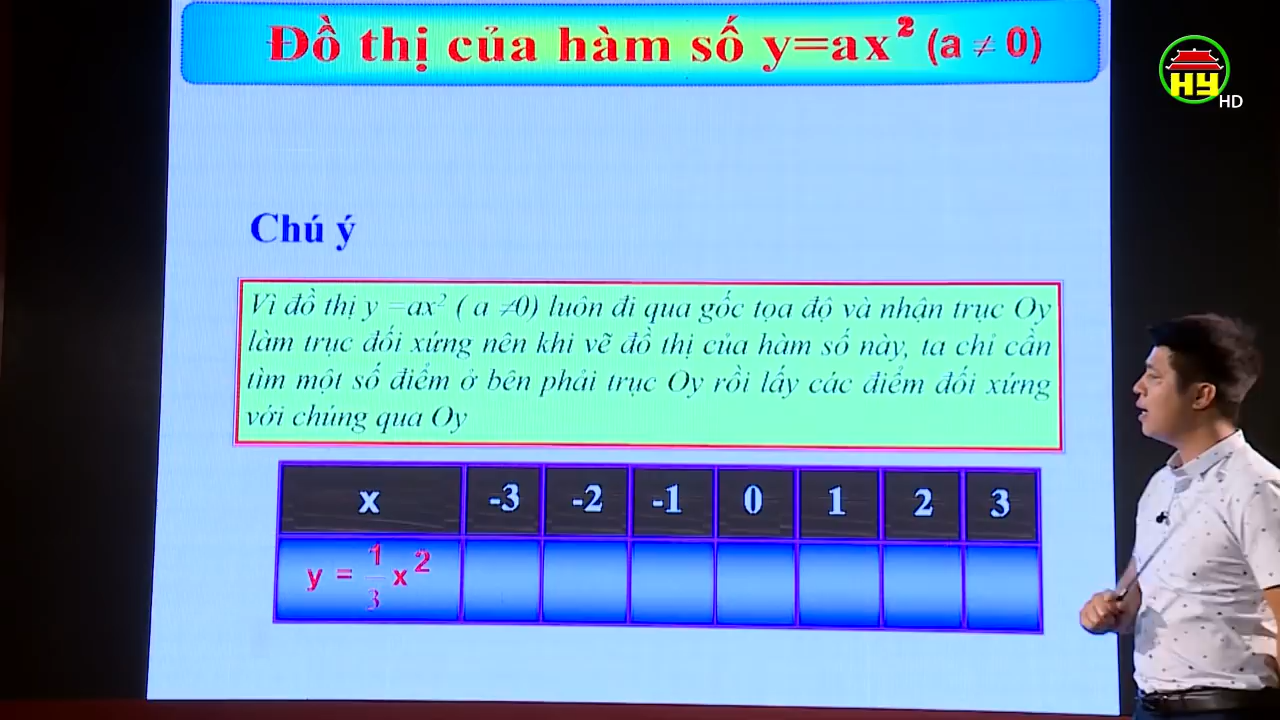 Đồ thị của hàm số y=ax² (a ≠ 0)
HY
HD
Chú ý
Vì đồ thị y =ax² ( a ≠0) luôn đi qua gốc tọa độ và nhận trục Oy
làm trục đối xứng nên khi vẽ đồ thị của hàm số này, ta chỉ cần
tìm một số điểm ở bên phải trục Oy rồi lấy các điểm đối xứng
với chúng qua Oy
x -3 -2 -1 0 1 2 3
y = 1/3 x²